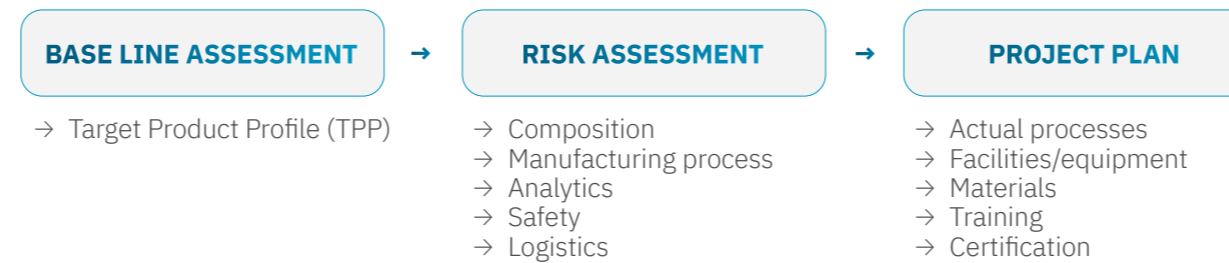 BASE LINE ASSESSMENT → RISK ASSESSMENT → PROJECT PLAN
→ Target Product Profile (TPP)
→ Composition
→ Manufacturing process
→ Analytics
→ Safety
→ Logistics
→ Actual processes
→ Facilities/equipment
→ Materials
→ Training
→ Certification